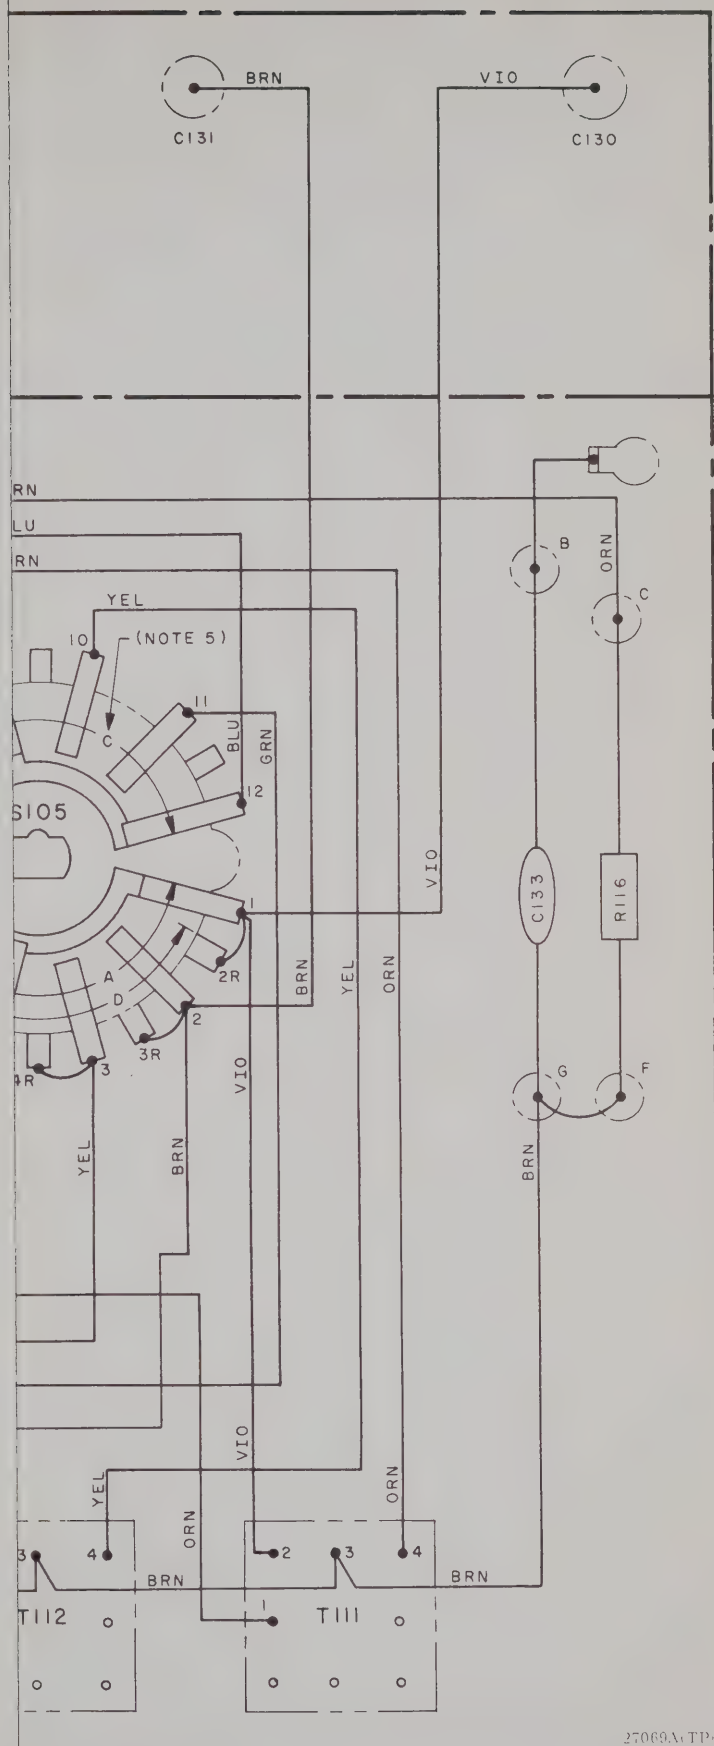 BRN
VIO
C131
C130
RN
LU
RN
B
ORN
C
YEL
10
(NOTE 5)
11
C
BLU
GRN
12
S105
VIO
C133
R116
1
A
D
2R
BRN
YEL
ORN
2
3R
4R
3
VIO
G
F
YEL
BRN
BRN
VIO
YEL
ORN
ORN
3
4
2
3
4
BRN
BRN
1
T112
T111